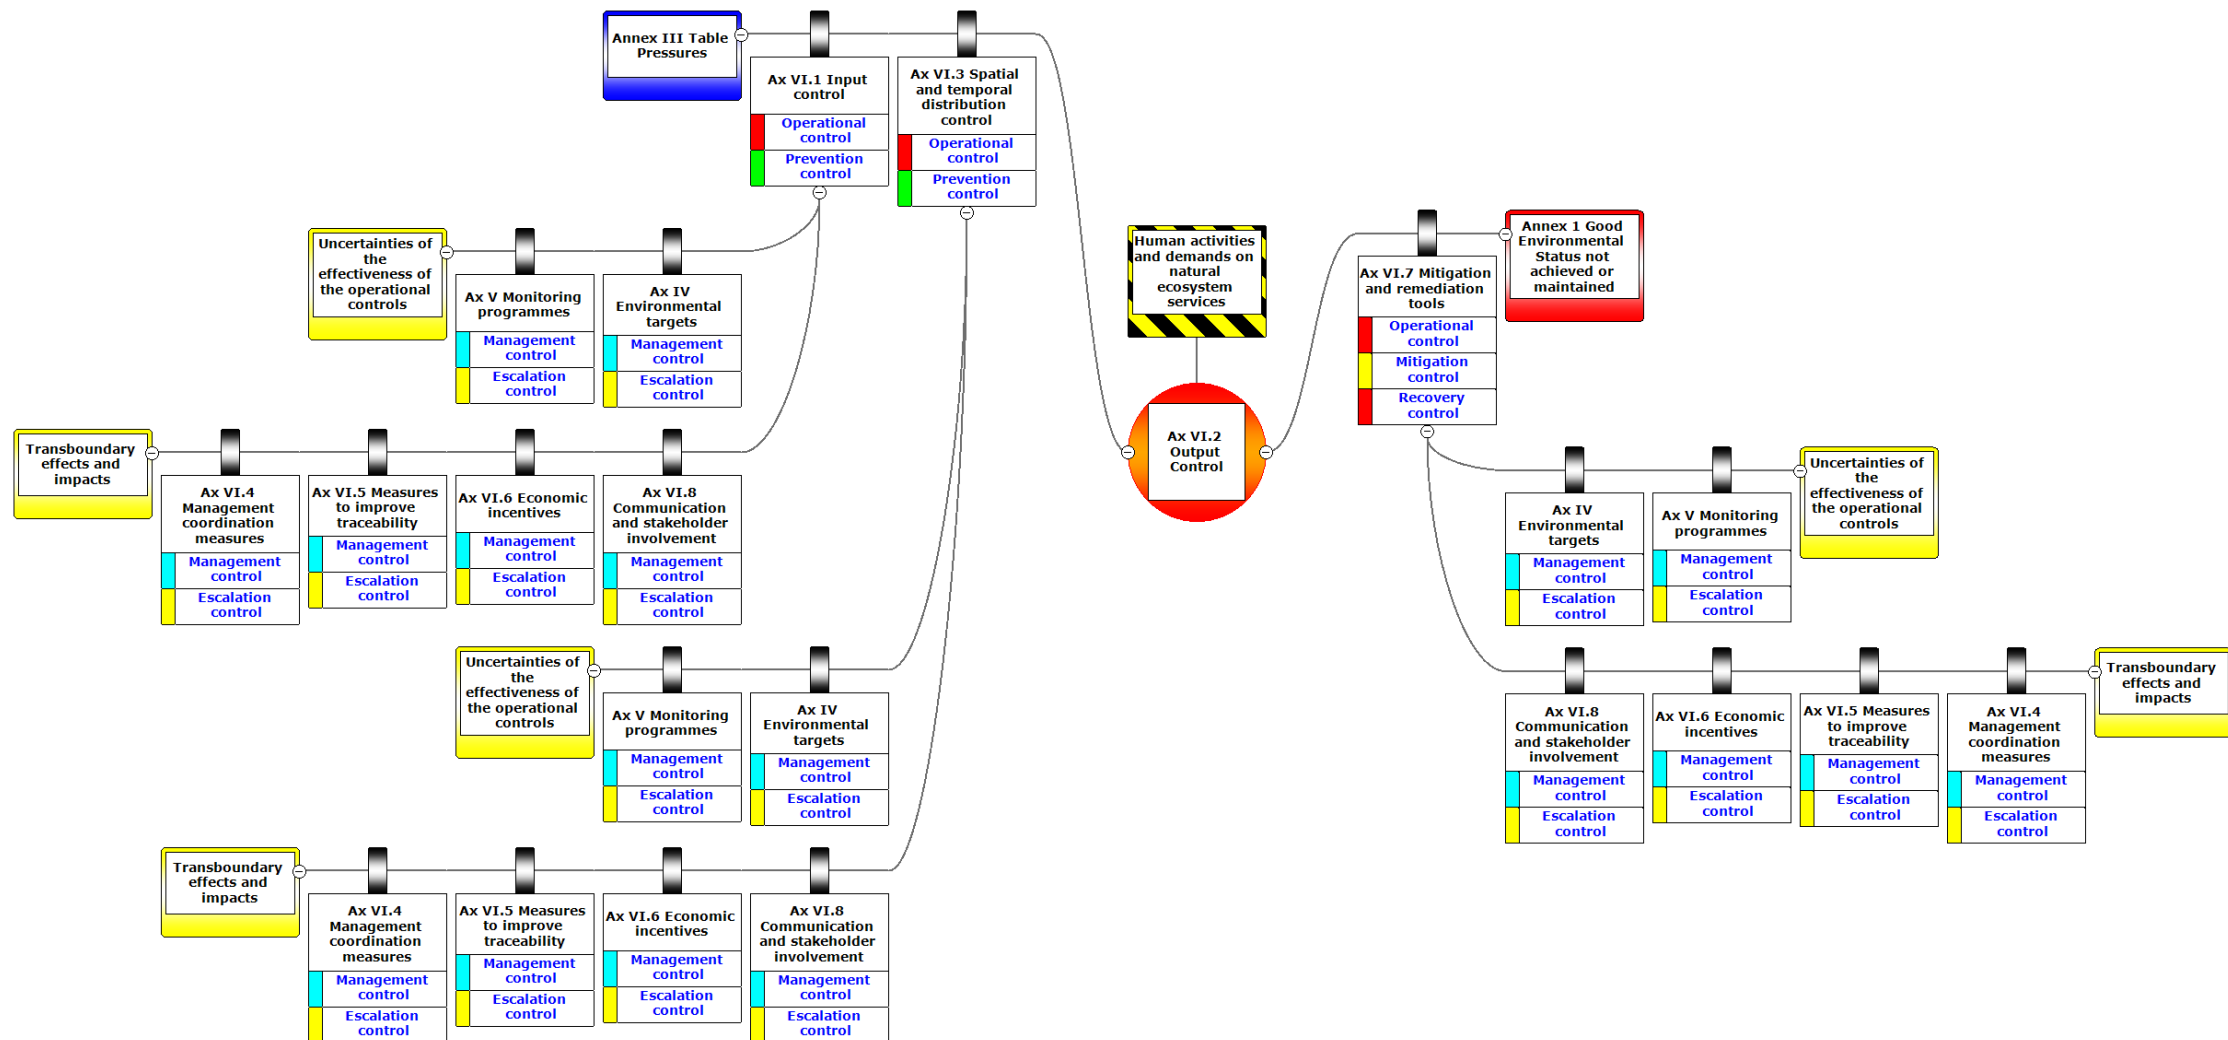 Annex III Table
Pressures
Ax VI.1 Input
control
Operational
control
Prevention
control
Ax VI.3 Spatial
and temporal
distribution
control
Operational
control
Prevention
control
Uncertainties of
the
effectiveness of
the operational
controls
Ax V Monitoring
programmes
Management
control
Escalation
control
Ax IV
Environmental
targets
Management
control
Escalation
control
Transboundary
effects and
impacts
Ax VI.4
Management
coordination
measures
Management
control
Escalation
control
Ax VI.5 Measures
to improve
traceability
Management
control
Escalation
control
Ax VI.6 Economic
incentives
Management
control
Escalation
control
Ax VI.8
Communication
and stakeholder
involvement
Management
control
Escalation
control
Uncertainties of
the
effectiveness of
the operational
controls
Ax V Monitoring
programmes
Management
control
Escalation
control
Ax IV
Environmental
targets
Management
control
Escalation
control
Transboundary
effects and
impacts
Ax VI.4
Management
coordination
measures
Management
control
Escalation
control
Ax VI.5 Measures
to improve
traceability
Management
control
Escalation
control
Ax VI.6 Economic
incentives
Management
control
Escalation
control
Ax VI.8
Communication
and stakeholder
involvement
Management
control
Escalation
control
Human activities
and demands on
natural
ecosystem
services
Ax VI.2
Output
Control
Ax VI.7 Mitigation
and remediation
tools
Operational
control
Mitigation
control
Recovery
control
Annex 1 Good
Environmental
Status not
achieved or
maintained
Ax IV
Environmental
targets
Management
control
Escalation
control
Ax V Monitoring
programmes
Management
control
Escalation
control
Uncertainties of
the
effectiveness of
the operational
controls
Ax VI.8
Communication
and stakeholder
involvement
Management
control
Escalation
control
Ax VI.6 Economic
incentives
Management
control
Escalation
control
Ax VI.5 Measures
to improve
traceability
Management
control
Escalation
control
Ax VI.4
Management
coordination
measures
Management
control
Escalation
control
Transboundary
effects and
impacts